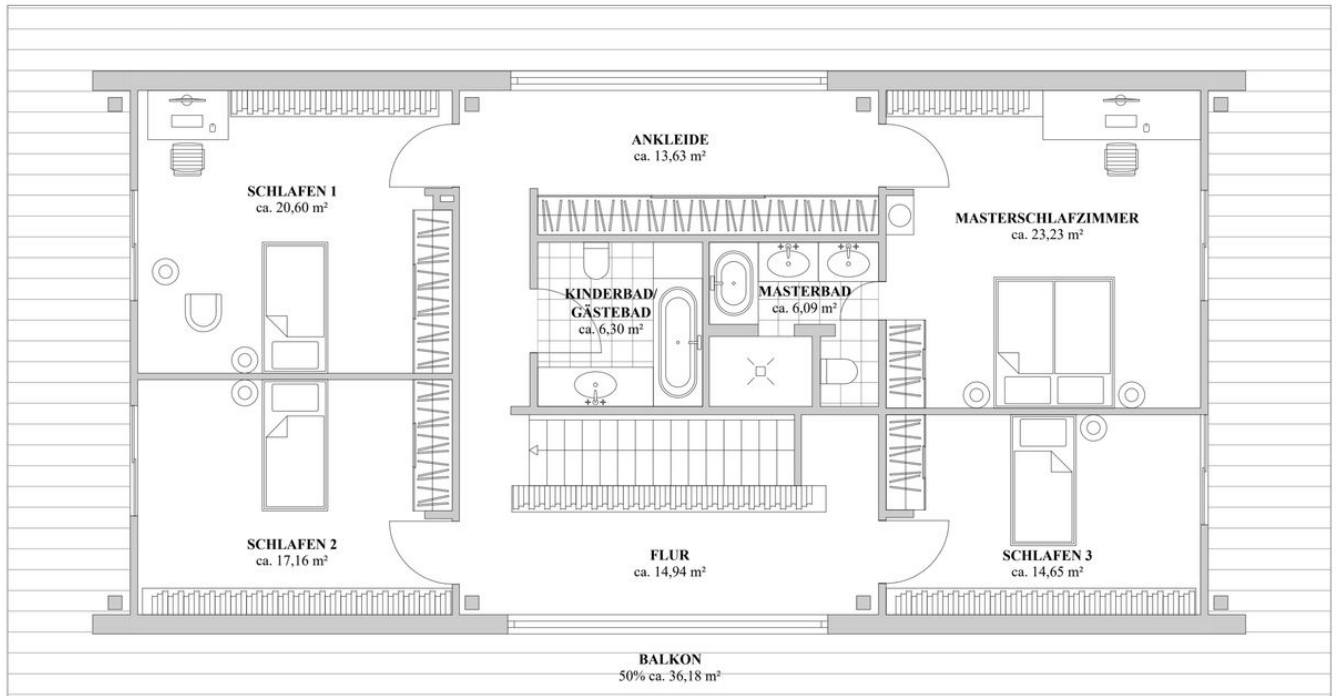 ANKLEIDE
ca. 13,63 m²
SCHLAFEN 1
ca. 20,60 m²
MASTERSCHLAFZIMMER
ca. 23,23 m²
KINDERBAD/
GÄSTEBAD
ca. 6,30 m²
MASTERBAD
ca. 6,09 m²
SCHLAFEN 2
ca. 17,16 m²
FLUR
ca. 14,94 m²
SCHLAFEN 3
ca. 14,65 m²
BALKON
50% ca. 36,18 m²